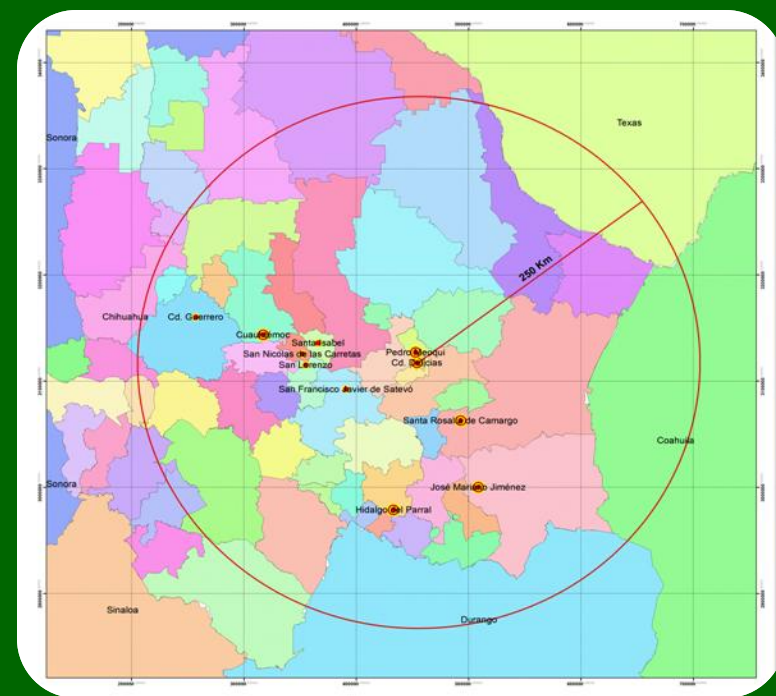 Sonora
Texas
250 Km
Chihuahua
Cd. Guerrero
Cuauhtémoc
Santa Isabel
San Nicolas de las Carretas
San Lorenzo
Pedro Meoqui
Cd. Delicias
San Francisco Javier de Satevó
Santa Rosalia de Camargo
Coahuila
Sonora
José Mariano Jiménez
Hidalgo del Parral
Sinaloa
Durango